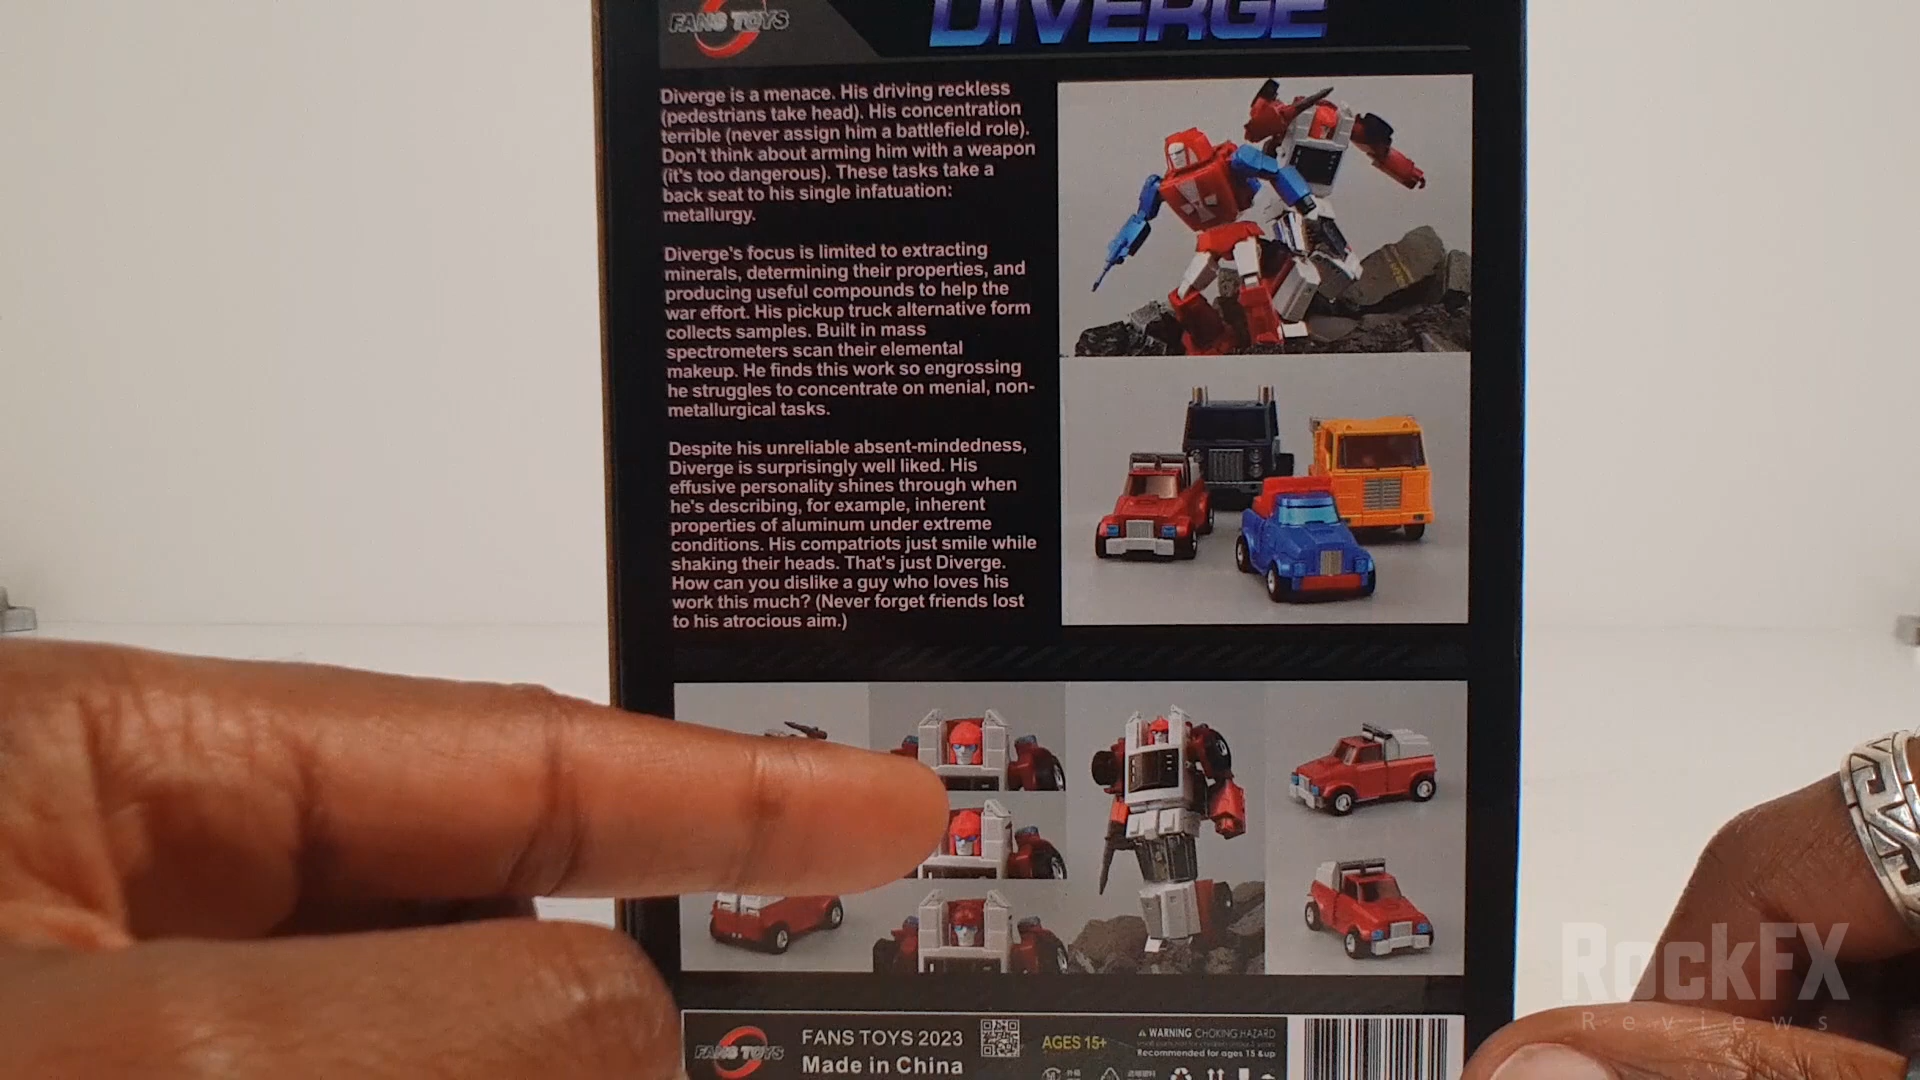 FANS TOYS
DIVERGE
Diverge is a menace. His driving reckless
(pedestrians take head). His concentration
terrible (never assign him a battlefield role).
Don't think about arming him with a weapon
(it's too dangerous). These tasks take a
back seat to his single infatuation:
metallurgy.
Diverge's focus is limited to extracting
minerals, determining their properties, and
producing useful compounds to help the
war effort. His pickup truck alternative form
collects samples. Built in mass
spectrometers scan their elemental
makeup. He finds this work so engrossing
he struggles to concentrate on menial, non-
metallurgical tasks.
Despite his unreliable absent-mindedness,
Diverge is surprisingly well liked. His
effusive personality shines through when
he's describing, for example, inherent
properties of aluminum under extreme
conditions. His compatriots just smile while
shaking their heads. That's just Diverge.
How can you dislike a guy who loves his
work this much? (Never forget friends lost
to his atrocious aim.)
FANS TOYS
FANS TOYS 2023
Made in China
AGES 15+
WARNING CHOKING HAZARD
Recommended for ages 15 &up
RockFX
Reviews